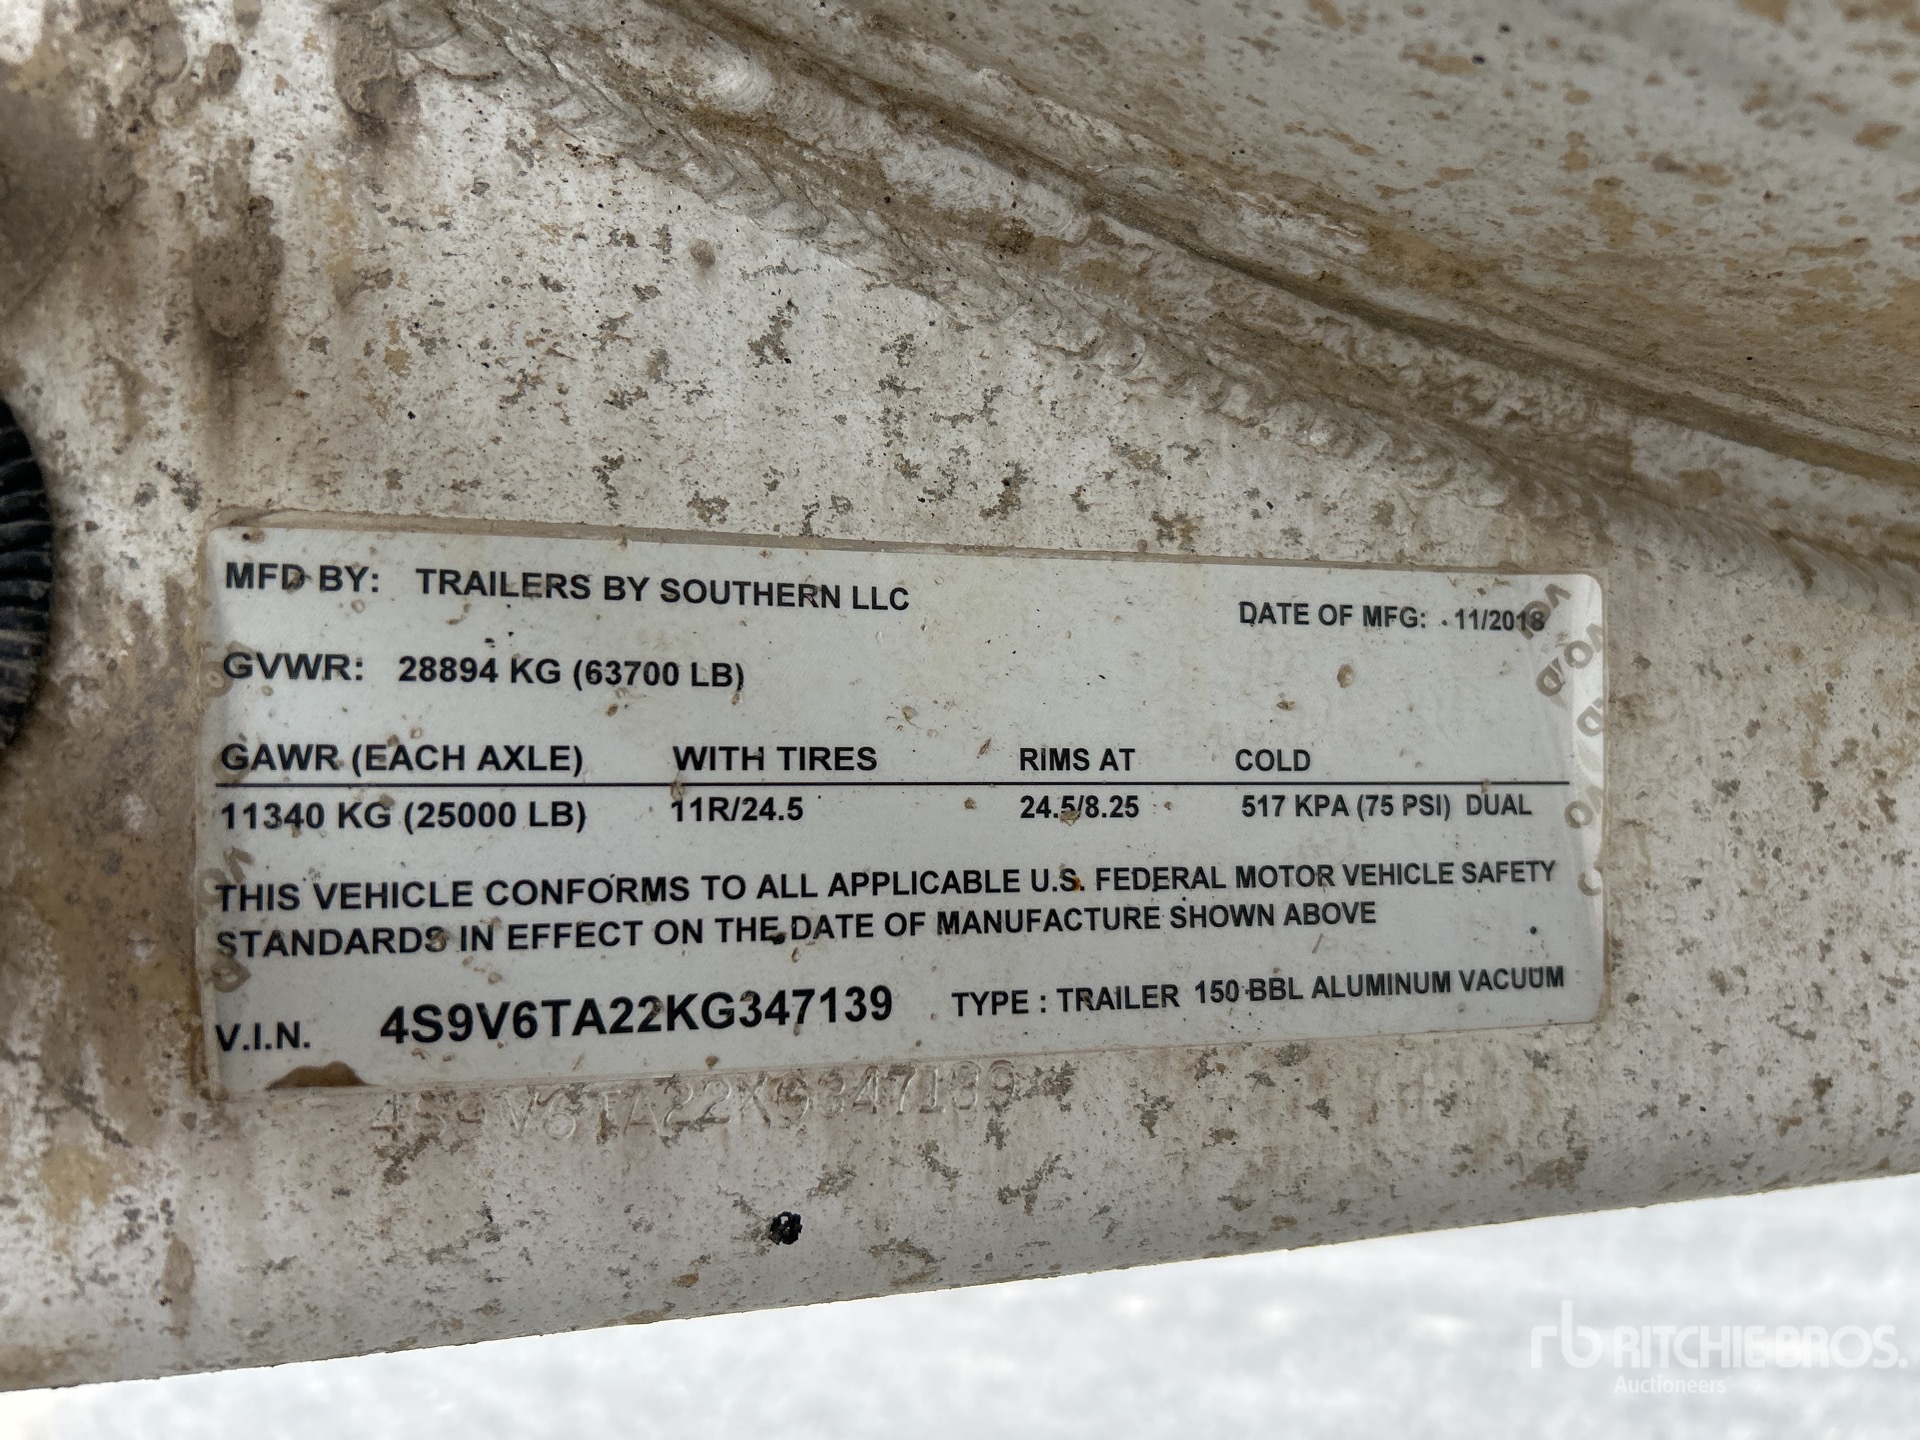 MFD BY: TRAILERS BY SOUTHERN LLC
DATE OF MFG: 11/2018
GVWR: 28894 KG (63700 LB)
GAWR (EACH AXLE) WITH TIRES RIMS AT COLD
11340 KG (25000 LB) 11R/24.5 24.5/8.25 517 KPA (75 PSI) DUAL
THIS VEHICLE CONFORMS TO ALL APPLICABLE U.S. FEDERAL MOTOR VEHICLE SAFETY
STANDARDS IN EFFECT ON THE DATE OF MANUFACTURE SHOWN ABOVE
V.I.N. 4S9V6TA22KG347139 TYPE : TRAILER 150 BBL ALUMINUM VACUUM
4S9V6TA22KG347139
rb RITCHIE BROS.
Auctioneers